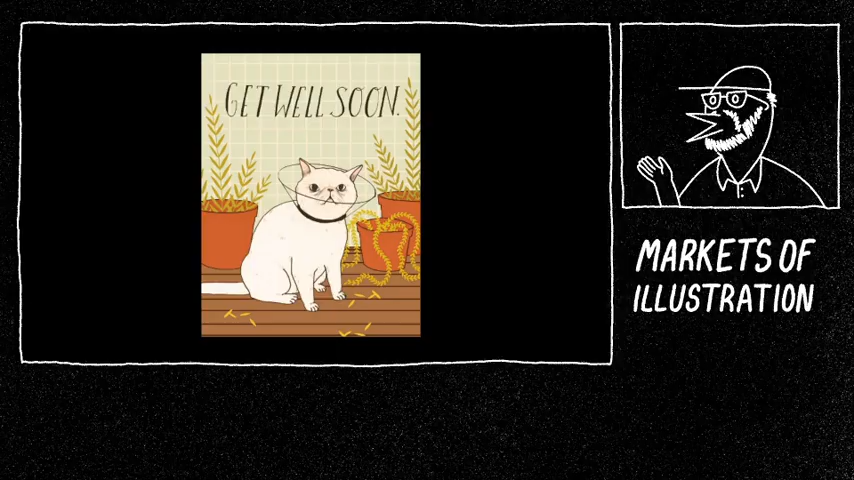 GET WELL SOON.
MARKETS OF
ILLUSTRATION